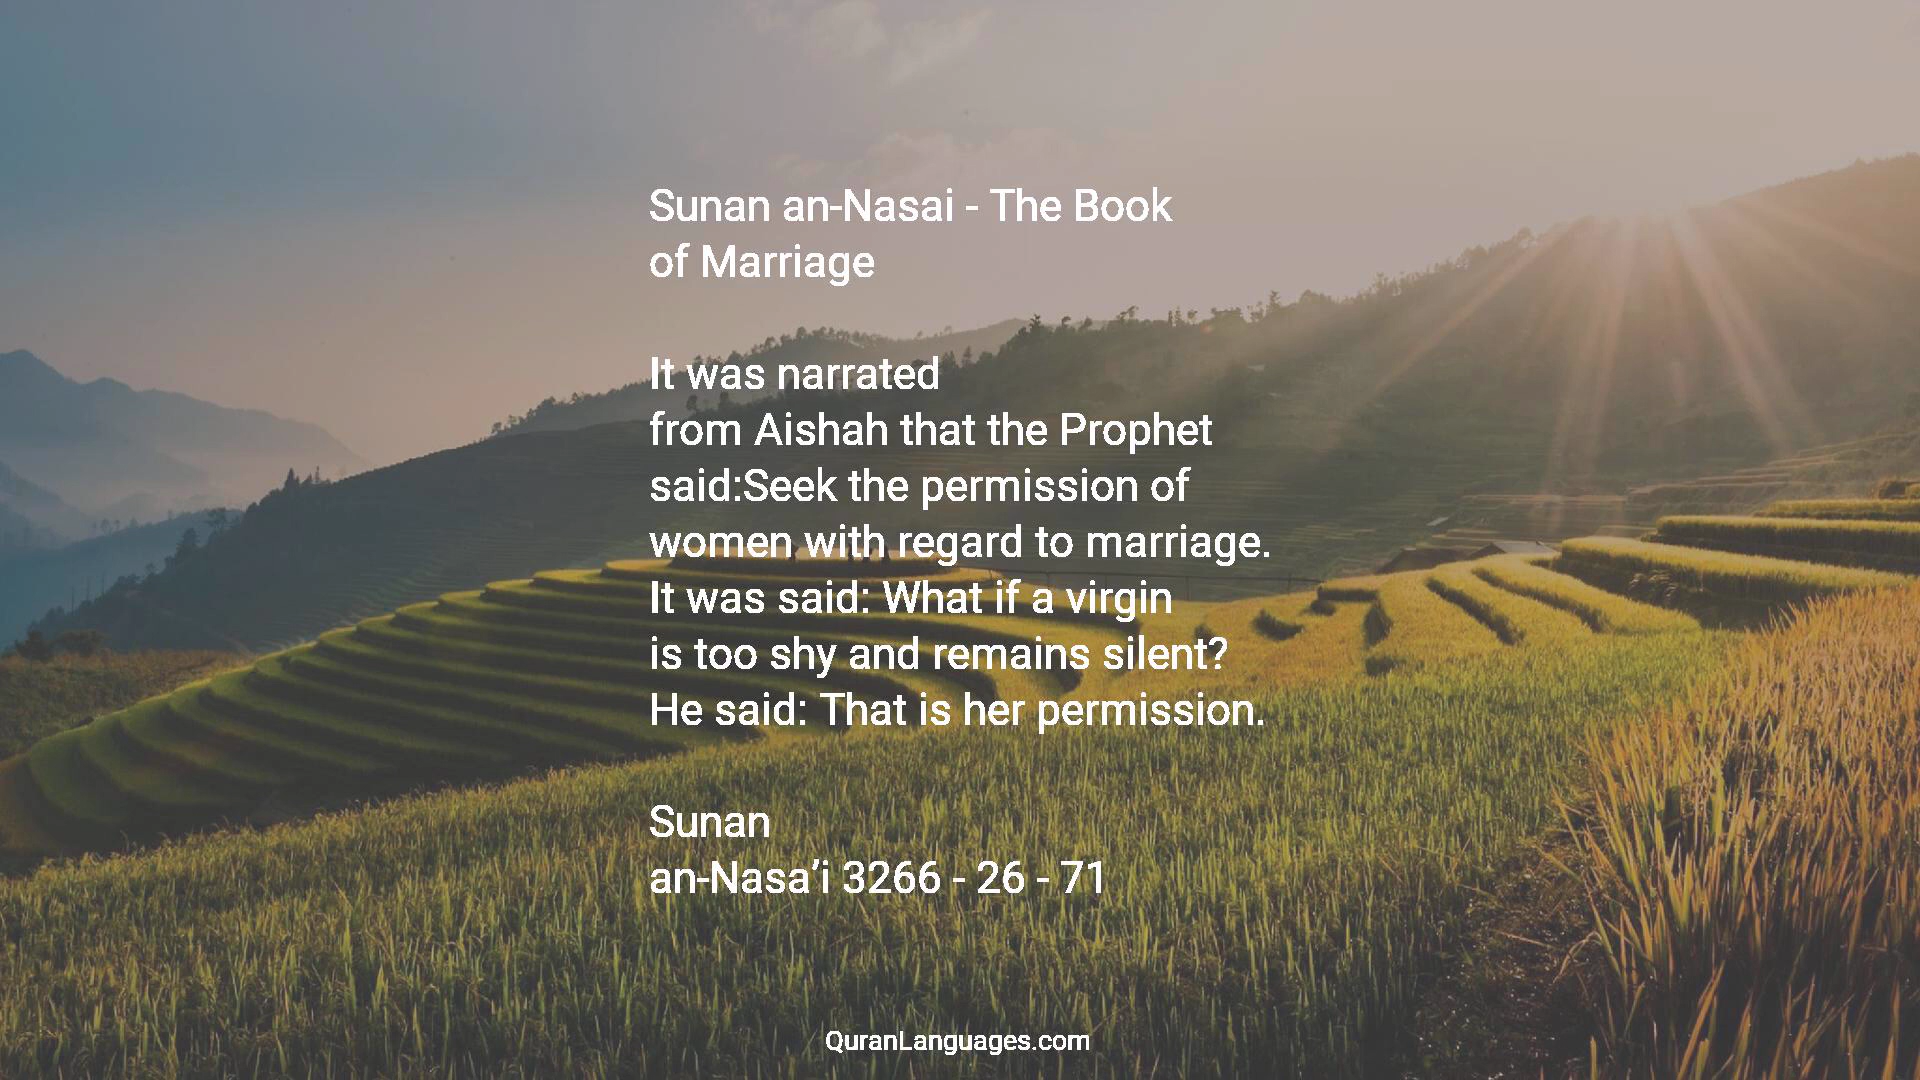 Sunan an-Nasai - The Book
of Marriage
It was narrated
from Aishah that the Prophet
said:Seek the permission of
women with regard to marriage.
It was said: What if a virgin
is too shy and remains silent?
He said: That is her permission.
Sunan
an-Nasa’i 3266 - 26 - 71
QuranLanguages.com